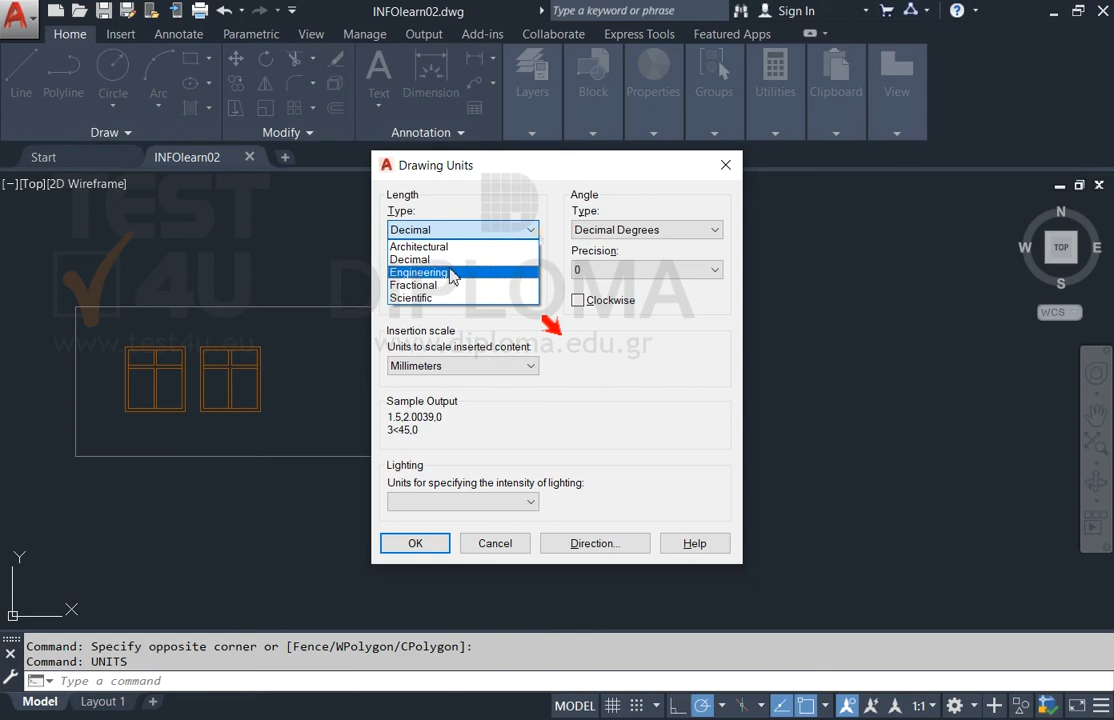 INFOlearn02.dwg
Type a keyword or phrase
Sign In
Home Insert Annotate Parametric View Manage Output Add-ins Collaborate Express Tools Featured Apps
Line Polyline Circle Arc Text Dimension Layers Block Properties Groups Utilities Clipboard View
Draw Modify Annotation
Start INFOlearn02
[−][Top][2D Wireframe]
Drawing Units
Length
Type:
Decimal
Architectural
Decimal
Engineering
Fractional
Scientific
Angle
Type:
Decimal Degrees
Precision:
0
Clockwise
Insertion scale
Units to scale inserted content:
Millimeters
Sample Output
1.5,2.0039,0
3<45,0
Lighting
Units for specifying the intensity of lighting:
OK Cancel Direction... Help
N
W TOP E
S
WCS
TEST
4U
www.test4u.eu
DIPLOMA
www.diploma.edu.gr
Y
X
Command: Specify opposite corner or [Fence/WPolygon/CPolygon]:
Command: UNITS
Type a command
Model Layout 1 +
MODEL 1:1